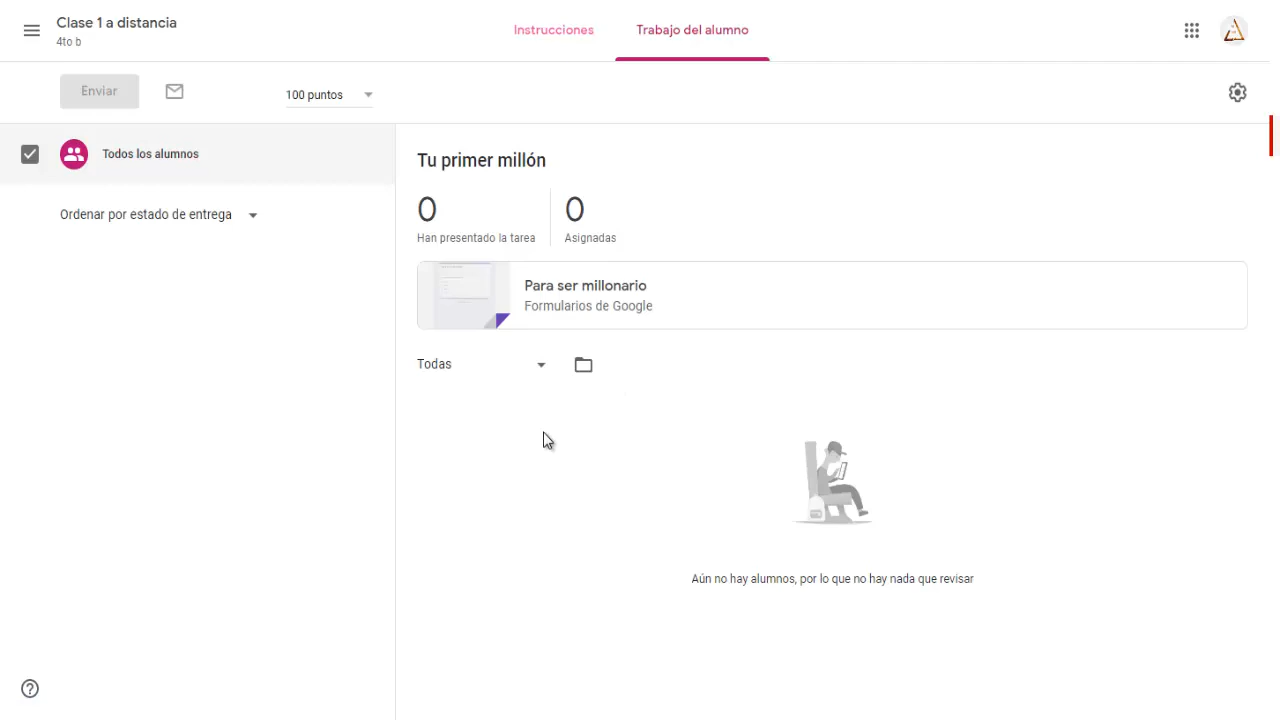 Clase 1 a distancia
4to b
Instrucciones
Trabajo del alumno
Enviar
100 puntos
Todos los alumnos
Ordenar por estado de entrega
Tu primer millón
0
Han presentado la tarea
0
Asignadas
Para ser millonario
Formularios de Google
Todas
Aún no hay alumnos, por lo que no hay nada que revisar